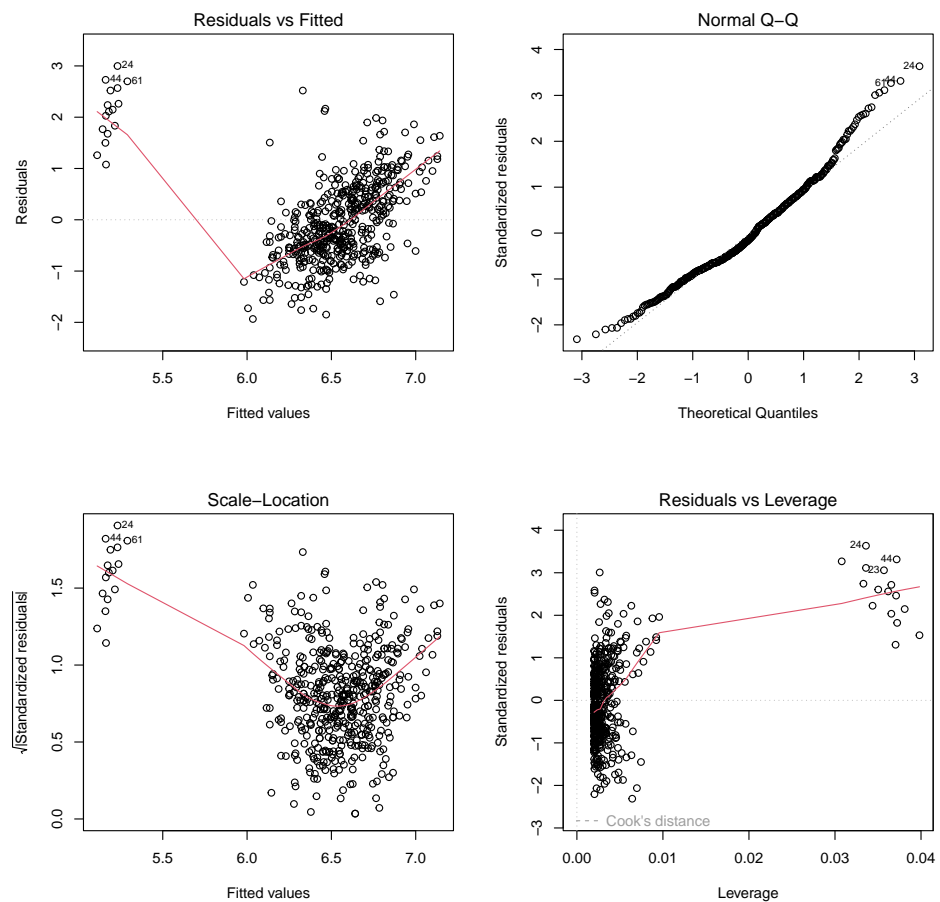 Residuals vs Fitted
Residuals
3
2
1
0
−1
−2
24
44
61
5.5 6.0 6.5 7.0
Fitted values
Normal Q−Q
Standardized residuals
4
3
2
1
0
−1
−2
24
44
61
−3 −2 −1 0 1 2 3
Theoretical Quantiles
Scale−Location
√|Standardized residuals|
1.5
1.0
0.5
0.0
24
44
61
5.5 6.0 6.5 7.0
Fitted values
Residuals vs Leverage
Standardized residuals
4
3
2
1
0
−1
−2
−3
24
44
23
Cook's distance
0.00 0.01 0.02 0.03 0.04
Leverage